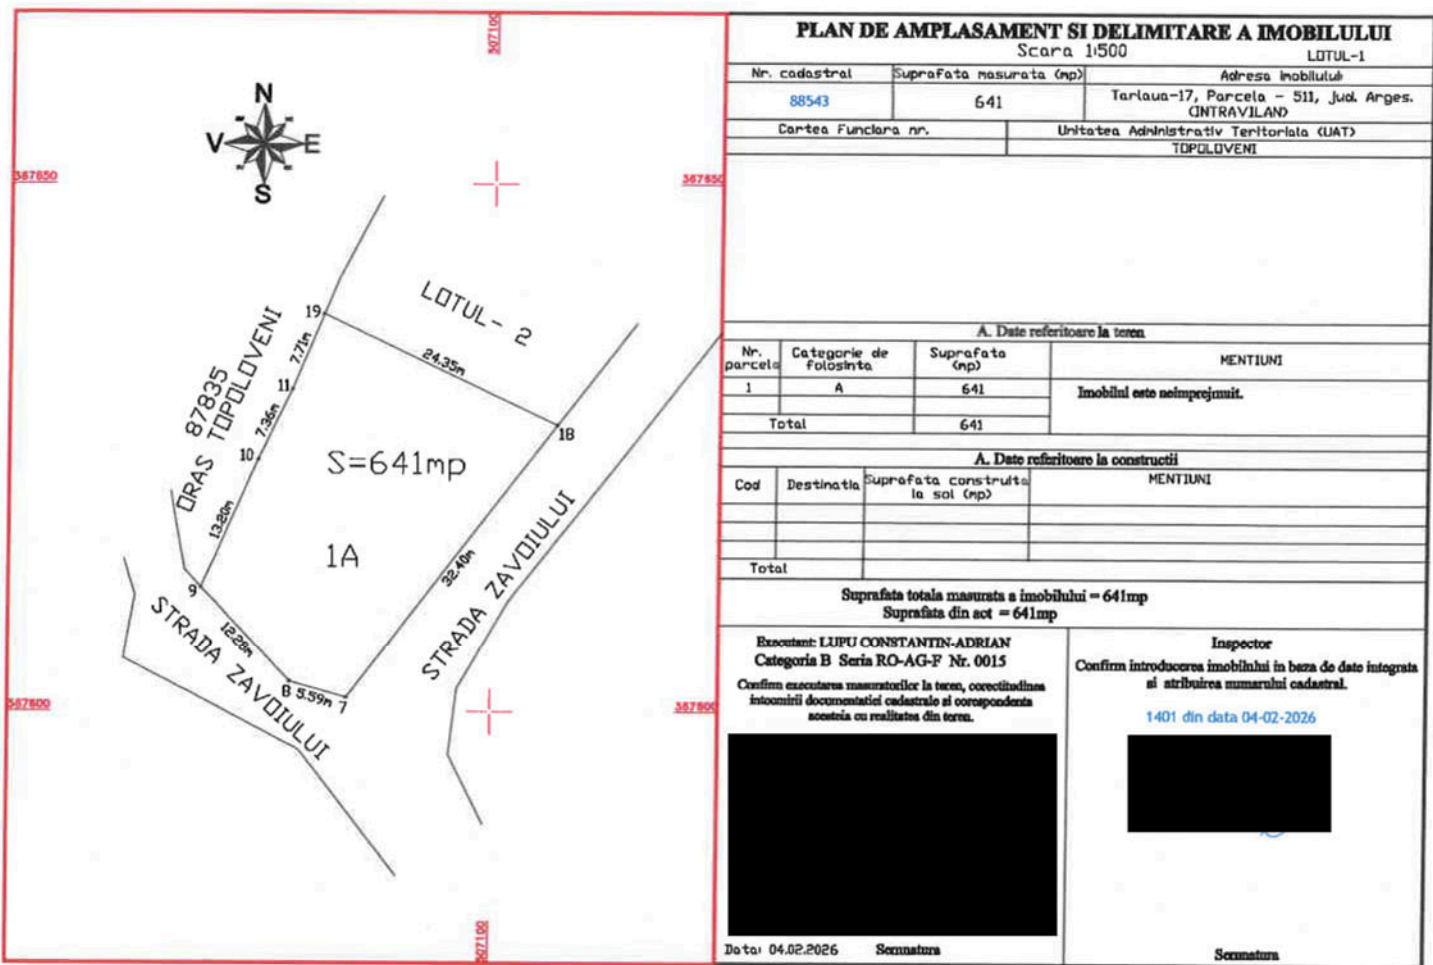 507100
N
V
E
S
387850
387850
19
LOTUL- 2
7.71m
24.35m
11
87835
ORAS TOPOLOVENI
7.36m
18
10
S=641mp
13.20m
1A
32.40m
STRADA ZAVOIULUI
9
12.28m
STRADA ZAVOIULUI
8
5.59m
7
387800
387800
507100
PLAN DE AMPLASAMENT SI DELIMITARE A IMOBILULUI
Scara 1:500
LOTUL-1
Nr. cadastral
Suprafata masurata (mp)
Adresa imobilului
88543
641
Tarlaua-17, Parcela - 511, Jud. Arges.
(INTRAVILAN)
Cartea Funciara nr.
Unitatea Administrativ Teritoriala (UAT)
TOPOLOVENI
A. Date referitoare la teren
Nr. parcela
Categorie de folosinta
Suprafata (mp)
MENTIUNI
1
A
641
Imobilul este neimprejmuit.
Total
641
A. Date referitoare la constructii
Cod
Destinatia
Suprafata construita la sol (mp)
MENTIUNI
Total
Suprafata totala masurata a imobilului = 641mp
Suprafata din act = 641mp
Executant: LUPU CONSTANTIN-ADRIAN
Categoria B Seria RO-AG-F Nr. 0015
Confirm executarea masuratorilor la teren, corectitudinea
intocmirii documentatiei cadastrale si corespondenta
acesteia cu realitatea din teren.
Data: 04.02.2026
Semnatura
Inspector
Confirm introducerea imobilului in baza de date integrata
si atribuirea numarului cadastral.
1401 din data 04-02-2026
Semnatura